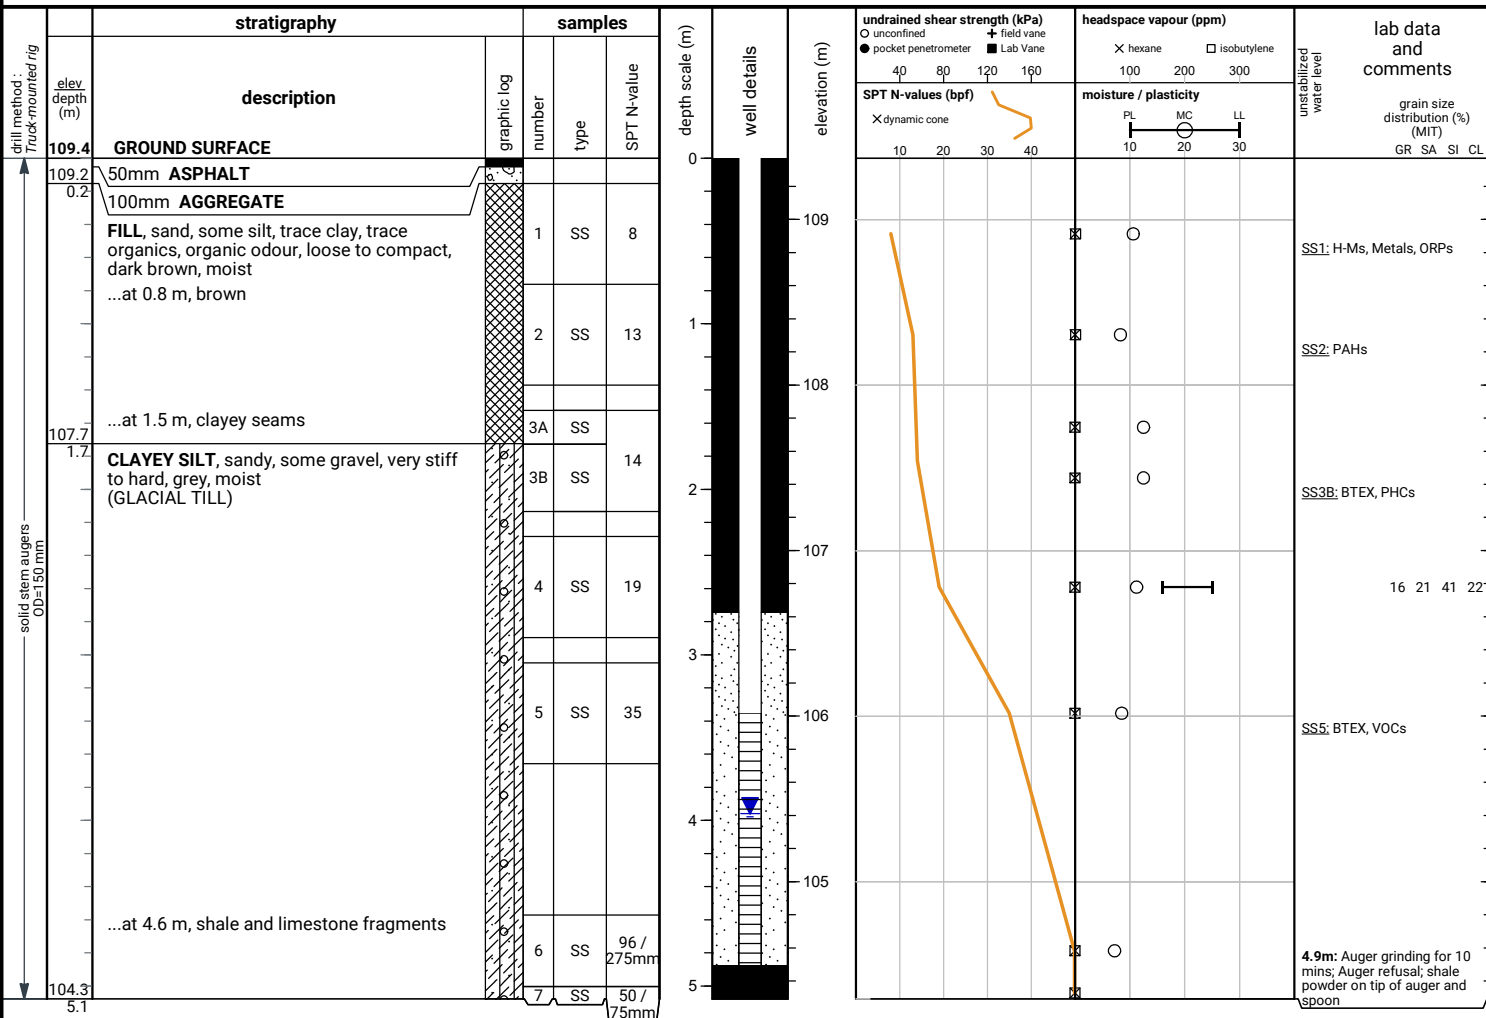 stratigraphy
samples
drill method :
Truck-mounted rig
elev
depth
(m)
description
graphic log
number
type
SPT N-value
depth scale (m)
well details
elevation (m)
undrained shear strength (kPa)
unconfined
field vane
pocket penetrometer
Lab Vane
40 80 120 160
SPT N-values (bpf)
dynamic cone
10 20 30 40
headspace vapour (ppm)
hexane
isobutylene
100 200 300
moisture / plasticity
PL MC LL
10 20 30
unstabilized
water level
lab data
and
comments
grain size
distribution (%)
(MIT)
GR SA SI CL
109.4 GROUND SURFACE
109.2
0.2
50mm ASPHALT
100mm AGGREGATE
FILL, sand, some silt, trace clay, trace
organics, organic odour, loose to compact,
dark brown, moist
...at 0.8 m, brown
...at 1.5 m, clayey seams
107.7
1.7
CLAYEY SILT, sandy, some gravel, very stiff
to hard, grey, moist
(GLACIAL TILL)
...at 4.6 m, shale and limestone fragments
104.3
5.1
solid stem augers
OD=150 mm
1 SS 8
2 SS 13
3A SS
14
3B SS
4 SS 19
5 SS 35
6 SS 96 /
275mm
7 SS 50 /
75mm
0
1
2
3
4
5
109
108
107
106
105
SS1: H-Ms, Metals, ORPs
SS2: PAHs
SS3B: BTEX, PHCs
16 21 41 22
SS5: BTEX, VOCs
4.9m: Auger grinding for 10
mins; Auger refusal; shale
powder on tip of auger and
spoon